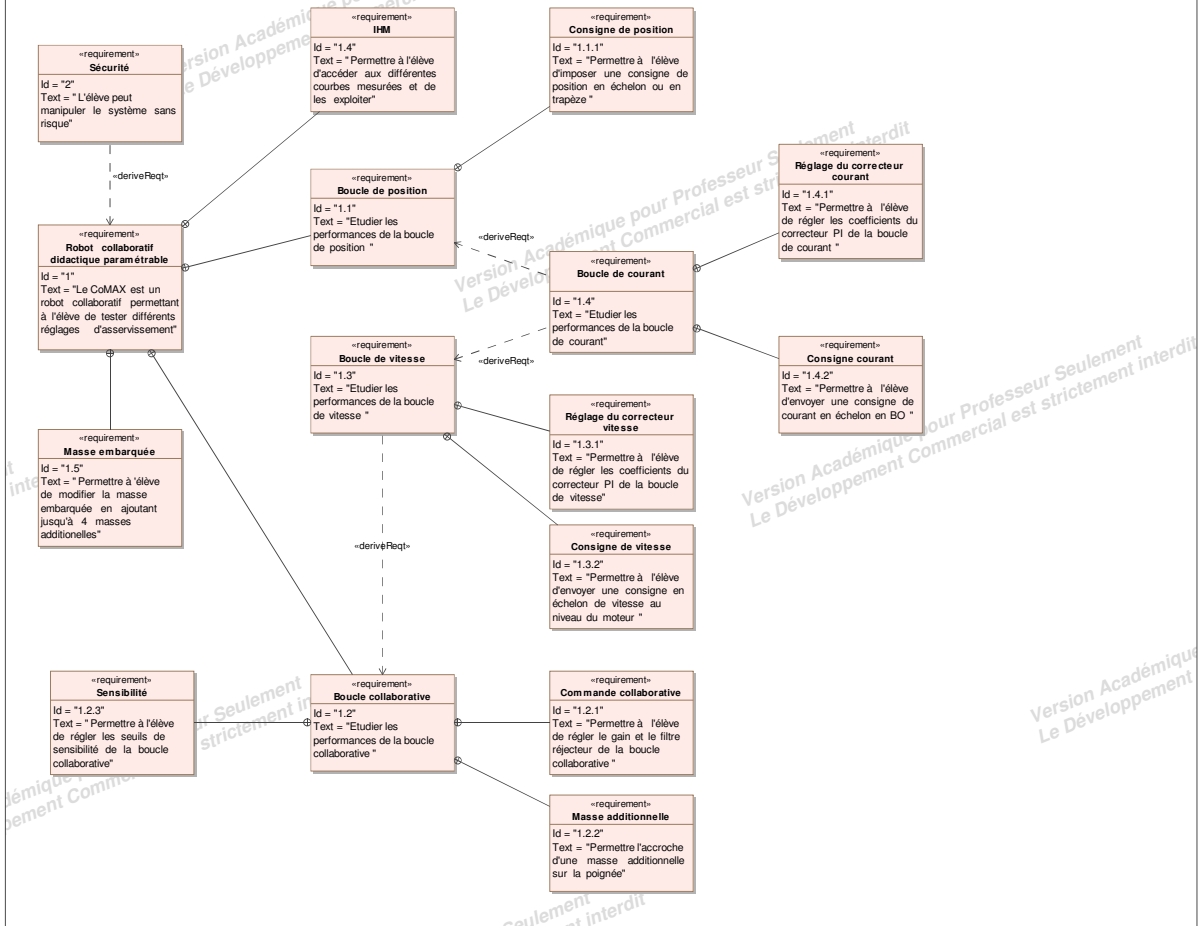 «requirement»
IHM
Id = "1.4"
Text = " Permettre à l'élève
d'accéder aux différentes
courbes mesurées et de
les exploiter"
«requirement»
Consigne de position
Id = "1.1.1"
Text = "Permettre à l'élève
d'imposer une consigne de
position en échelon ou en
trapèze "
«requirement»
Sécurité
Id = "2"
Text = " L'élève peut
manipuler le système sans
risque"
«deriveReqt»
«requirement»
Réglage du correcteur
courant
Id = "1.4.1"
Text = "Permettre à l'élève
de régler les coefficients du
correcteur PI de la boucle
de courant "
«requirement»
Boucle de position
Id = "1.1"
Text = "Etudier les
performances de la boucle
de position "
«requirement»
Robot collaboratif
didactique paramétrable
Id = "1"
Text = "Le CoMAX est un
robot collaboratif permettant
à l'élève de tester différents
réglages d'asservissement"
«deriveReqt»
«requirement»
Boucle de courant
Id = "1.4"
Text = "Etudier les
performances de la boucle
de courant"
«deriveReqt»
«requirement»
Boucle de vitesse
Id = "1.3"
Text = "Etudier les
performances de la boucle
de vitesse "
«requirement»
Consigne courant
Id = "1.4.2"
Text = "Permettre à l'élève
d'envoyer une consigne de
courant en échelon en BO "
«requirement»
Réglage du correcteur
vitesse
Id = "1.3.1"
Text = "Permettre à l'élève
de régler les coefficients du
correcteur PI de la boucle
de vitesse"
«requirement»
Masse embarquée
Id = "1.5"
Text = " Permettre à 'élève
de modifier la masse
embarquée en ajoutant
jusqu'à 4 masses
additionelles"
«requirement»
Consigne de vitesse
Id = "1.3.2"
Text = "Permettre à l'élève
d'envoyer une consigne en
échelon de vitesse au
niveau du moteur "
«deriveReqt»
«requirement»
Sensibilité
Id = "1.2.3"
Text = " Permettre à l'élève
de régler les seuils de
sensibilité de la boucle
collaborative"
«requirement»
Boucle collaborative
Id = "1.2"
Text = "Etudier les
performances de la boucle
collaborative "
«requirement»
Commande collaborative
Id = "1.2.1"
Text = "Permettre à l'élève
de régler le gain et le filtre
réjecteur de la boucle
collaborative "
«requirement»
Masse additionnelle
Id = "1.2.2"
Text = "Permettre l'accroche
d'une masse additionnelle
sur la poignée"
Version Académique pour Professeur Seulement
Le Développement Commercial est strictement interdit
Version Académique
Le Développement